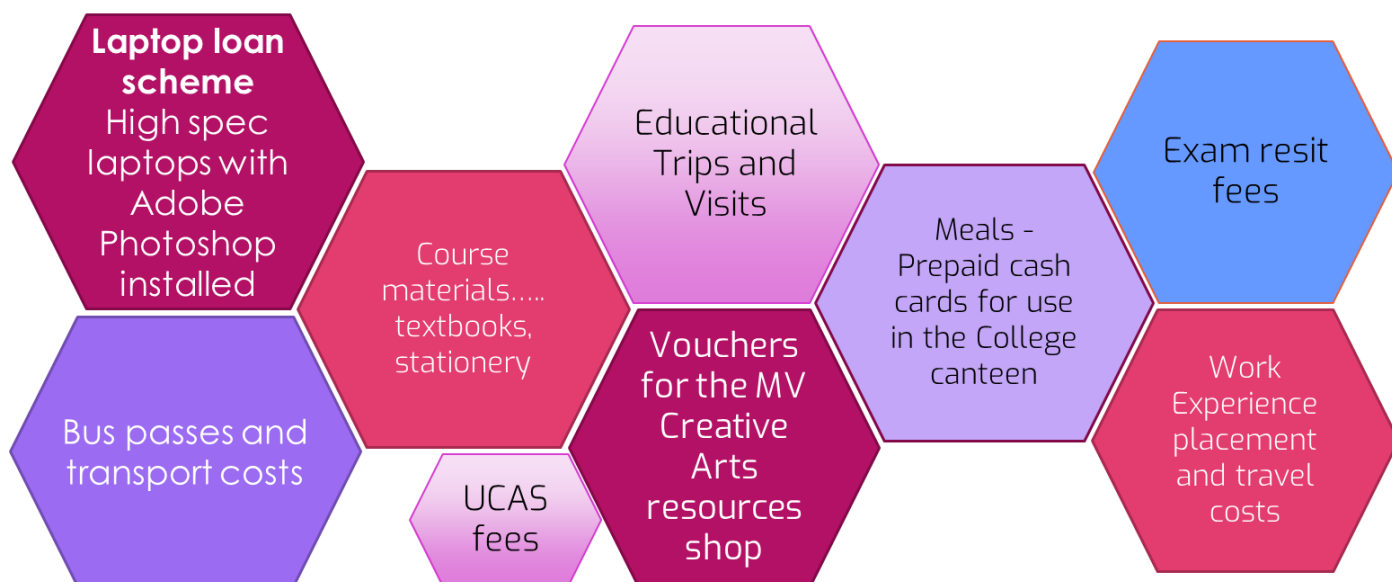 Laptop loan
scheme
High spec
laptops with
Adobe
Photoshop
installed
Bus passes and
transport costs
Course
materials.....
textbooks,
stationery
UCAS
fees
Educational
Trips and
Visits
Vouchers
for the MV
Creative
Arts
resources
shop
Meals -
Prepaid cash
cards for use
in the College
canteen
Exam resit
fees
Work
Experience
placement
and travel
costs